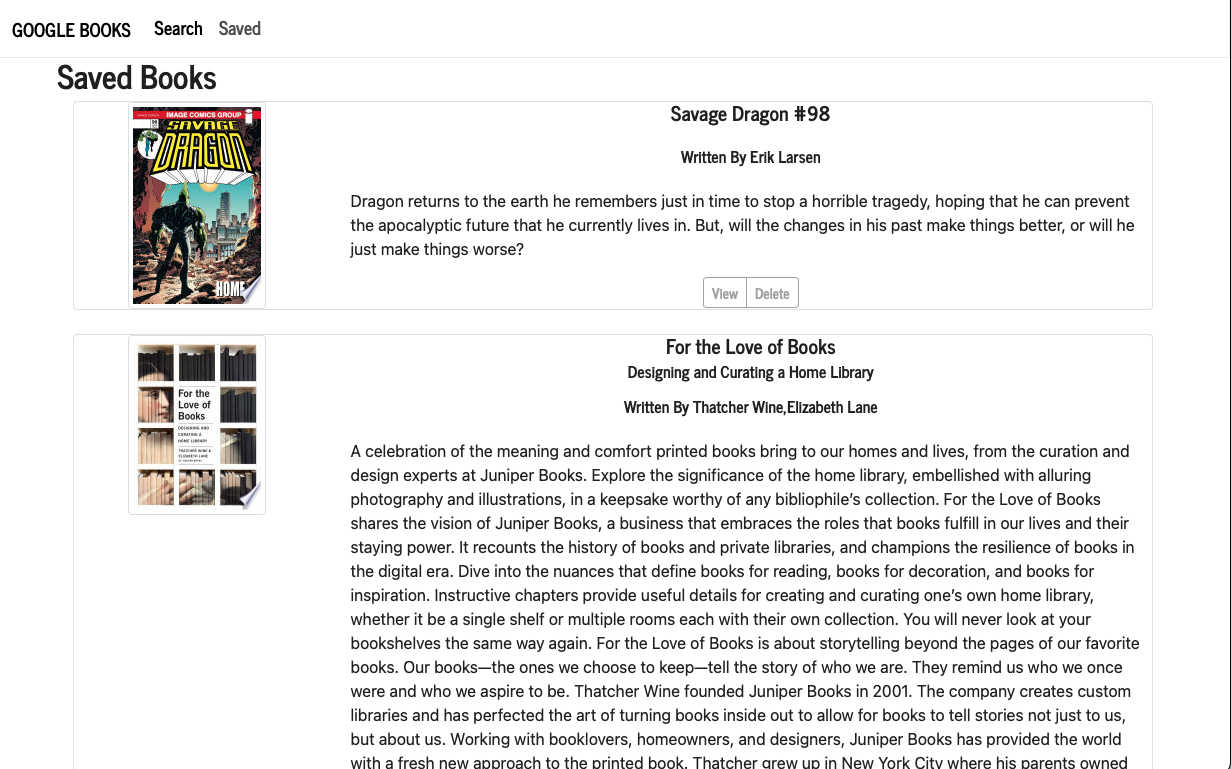 GOOGLE BOOKS Search Saved
Saved Books
IMAGE COMICS GROUP
98
SAVAGE
DRAGON
HOME
Savage Dragon #98
Written By Erik Larsen
Dragon returns to the earth he remembers just in time to stop a horrible tragedy, hoping that he can prevent
the apocalyptic future that he currently lives in. But, will the changes in his past make things better, or will he
just make things worse?
View Delete
For the
Love of
Books
DESIGNING AND
CURATING A
HOME LIBRARY
THATCHER WINE &
ELIZABETH LANE
For the Love of Books
Designing and Curating a Home Library
Written By Thatcher Wine,Elizabeth Lane
A celebration of the meaning and comfort printed books bring to our homes and lives, from the curation and
design experts at Juniper Books. Explore the significance of the home library, embellished with alluring
photography and illustrations, in a keepsake worthy of any bibliophile’s collection. For the Love of Books
shares the vision of Juniper Books, a business that embraces the roles that books fulfill in our lives and their
staying power. It recounts the history of books and private libraries, and champions the resilience of books in
the digital era. Dive into the nuances that define books for reading, books for decoration, and books for
inspiration. Instructive chapters provide useful details for creating and curating one’s own home library,
whether it be a single shelf or multiple rooms each with their own collection. You will never look at your
bookshelves the same way again. For the Love of Books is about storytelling beyond the pages of our favorite
books. Our books—the ones we choose to keep—tell the story of who we are. They remind us who we once
were and who we aspire to be. Thatcher Wine founded Juniper Books in 2001. The company creates custom
libraries and has perfected the art of turning books inside out to allow for books to tell stories not just to us,
but about us. Working with booklovers, homeowners, and designers, Juniper Books has provided the world
with a fresh new approach to the printed book. Thatcher grew up in New York City where his parents owned